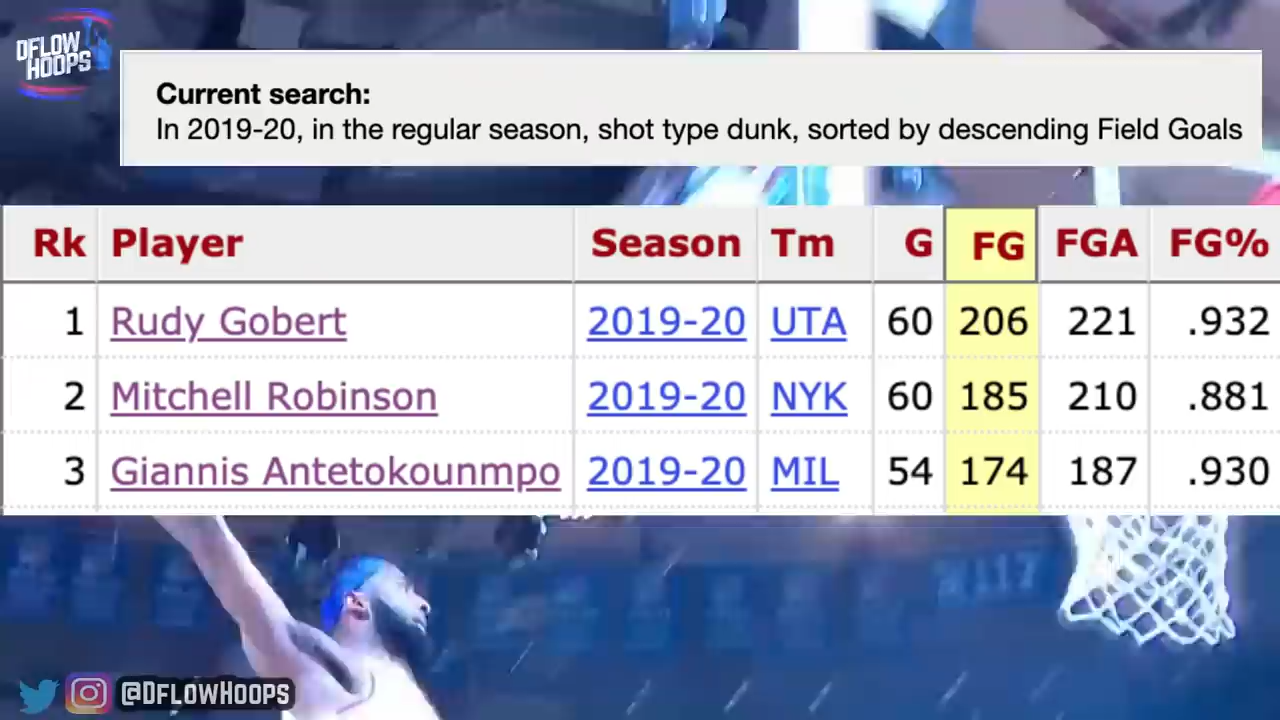 DFLOW
HOOPS
Current search:
In 2019-20, in the regular season, shot type dunk, sorted by descending Field Goals
Rk Player Season Tm G FG FGA FG%
1 Rudy Gobert 2019-20 UTA 60 206 221 .932
2 Mitchell Robinson 2019-20 NYK 60 185 210 .881
3 Giannis Antetokounmpo 2019-20 MIL 54 174 187 .930
@DFLOWHOOPS